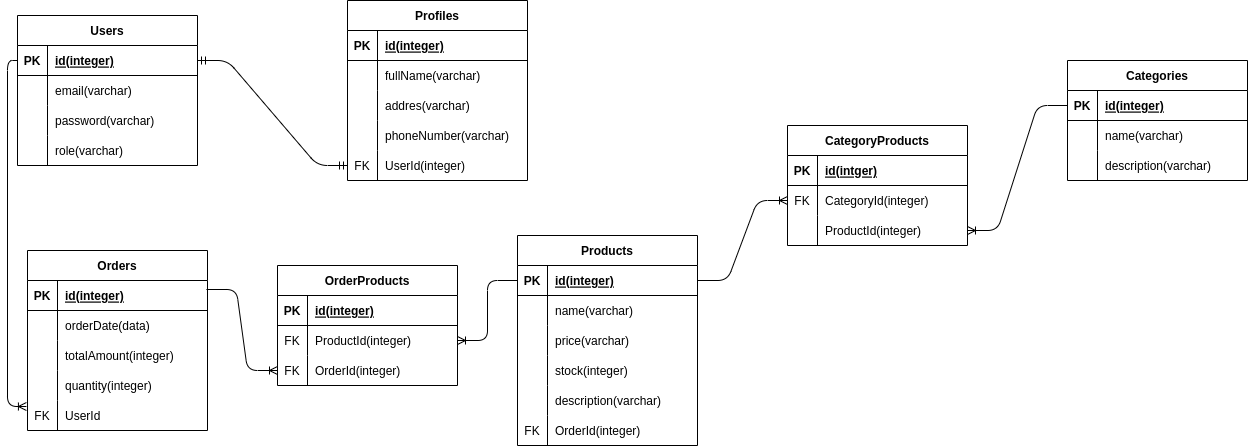 Users
PK id(integer)
email(varchar)
password(varchar)
role(varchar)
Profiles
PK id(integer)
fullName(varchar)
addres(varchar)
phoneNumber(varchar)
FK UserId(integer)
Categories
PK id(integer)
name(varchar)
description(varchar)
CategoryProducts
PK id(intger)
FK CategoryId(integer)
ProductId(integer)
Orders
PK id(integer)
orderDate(data)
totalAmount(integer)
quantity(integer)
FK UserId
OrderProducts
PK id(integer)
FK ProductId(integer)
FK OrderId(integer)
Products
PK id(integer)
name(varchar)
price(varchar)
stock(integer)
description(varchar)
FK OrderId(integer)